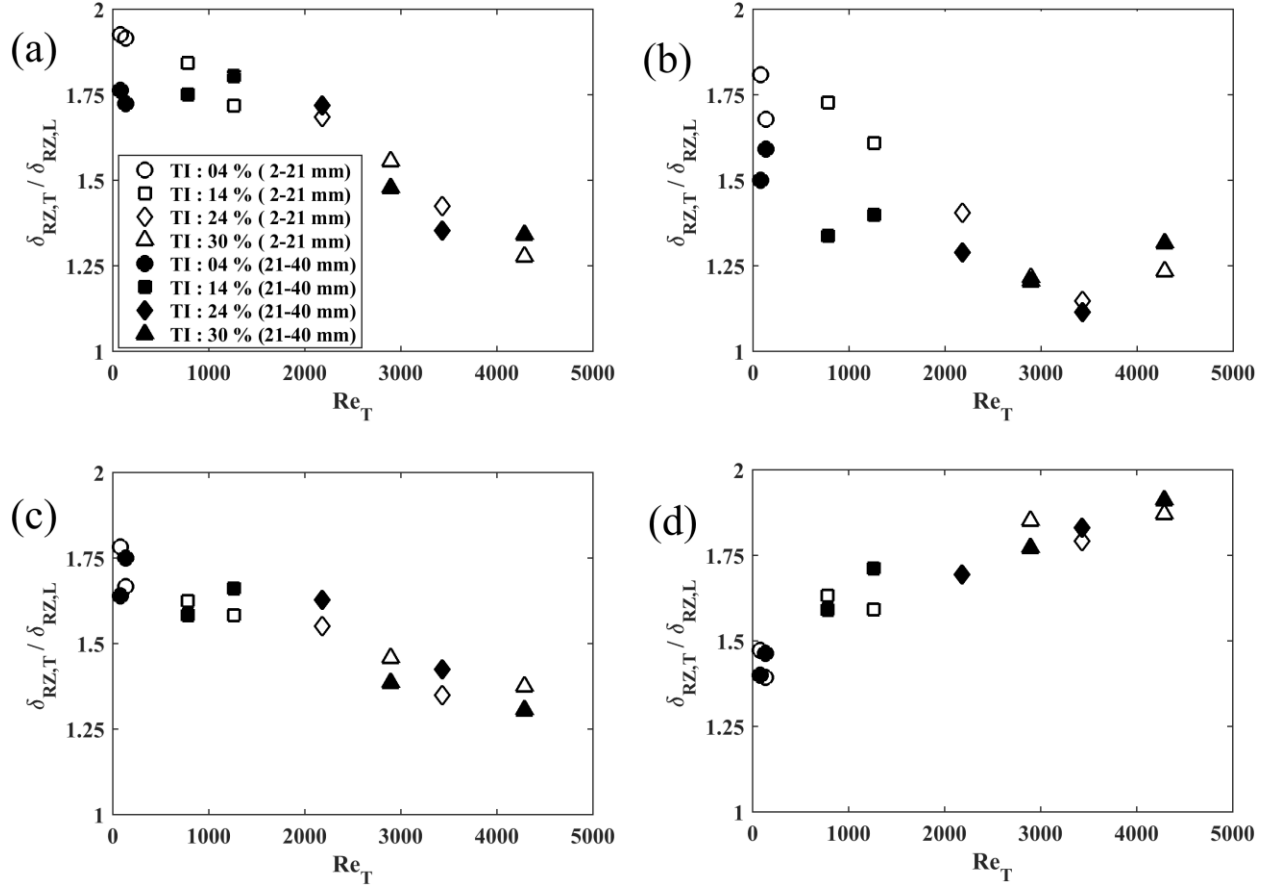 (a)
2
1.75
1.5
1.25
1
δRZ,T / δRZ,L
TI : 04 % ( 2-21 mm)
TI : 14 % ( 2-21 mm)
TI : 24 % ( 2-21 mm)
TI : 30 % ( 2-21 mm)
TI : 04 % (21-40 mm)
TI : 14 % (21-40 mm)
TI : 24 % (21-40 mm)
TI : 30 % (21-40 mm)
0 1000 2000 3000 4000 5000
ReT
(b)
2
1.75
1.5
1.25
1
δRZ,T / δRZ,L
0 1000 2000 3000 4000 5000
ReT
(c)
2
1.75
1.5
1.25
1
δRZ,T / δRZ,L
0 1000 2000 3000 4000 5000
ReT
(d)
2
1.75
1.5
1.25
1
δRZ,T / δRZ,L
0 1000 2000 3000 4000 5000
ReT